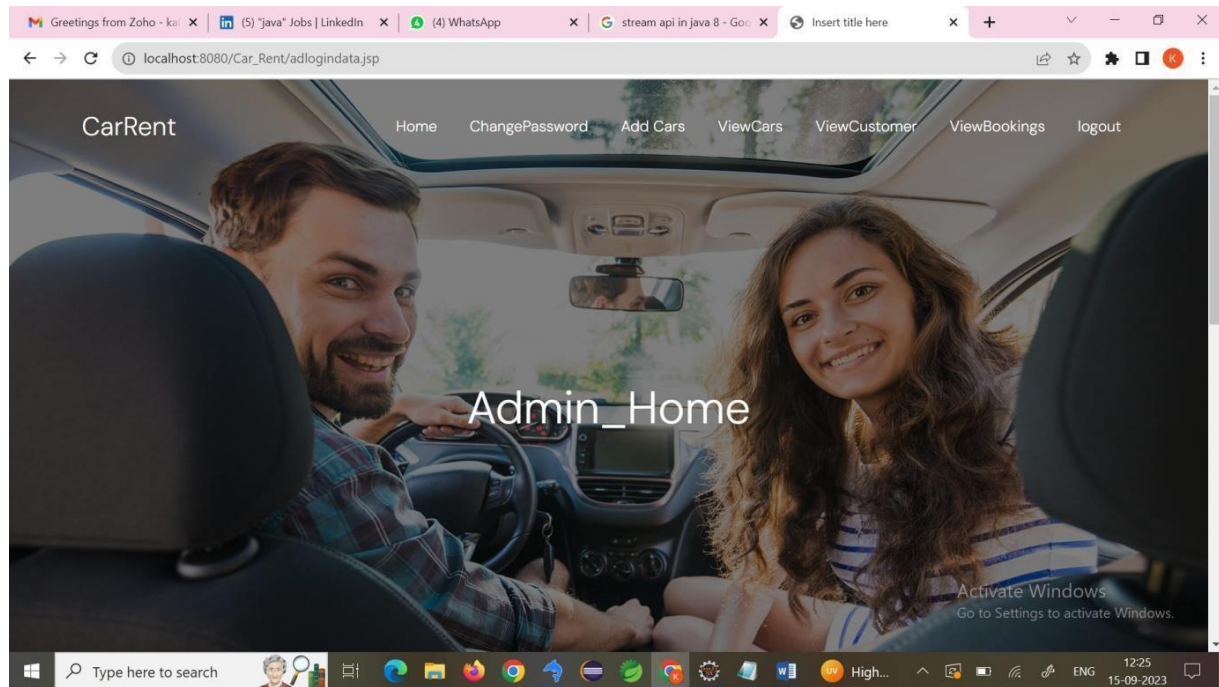 Greetings from Zoho - kal
(5) "java" Jobs | LinkedIn
(4) WhatsApp
stream api in java 8 - Goo
Insert title here
localhost:8080/Car_Rent/adlogindata.jsp
K
CarRent
Home
ChangePassword
Add Cars
ViewCars
ViewCustomer
ViewBookings
logout
Admin_Home
Activate Windows
Go to Settings to activate Windows.
Type here to search
UV
High...
ENG
12:25
15-09-2023